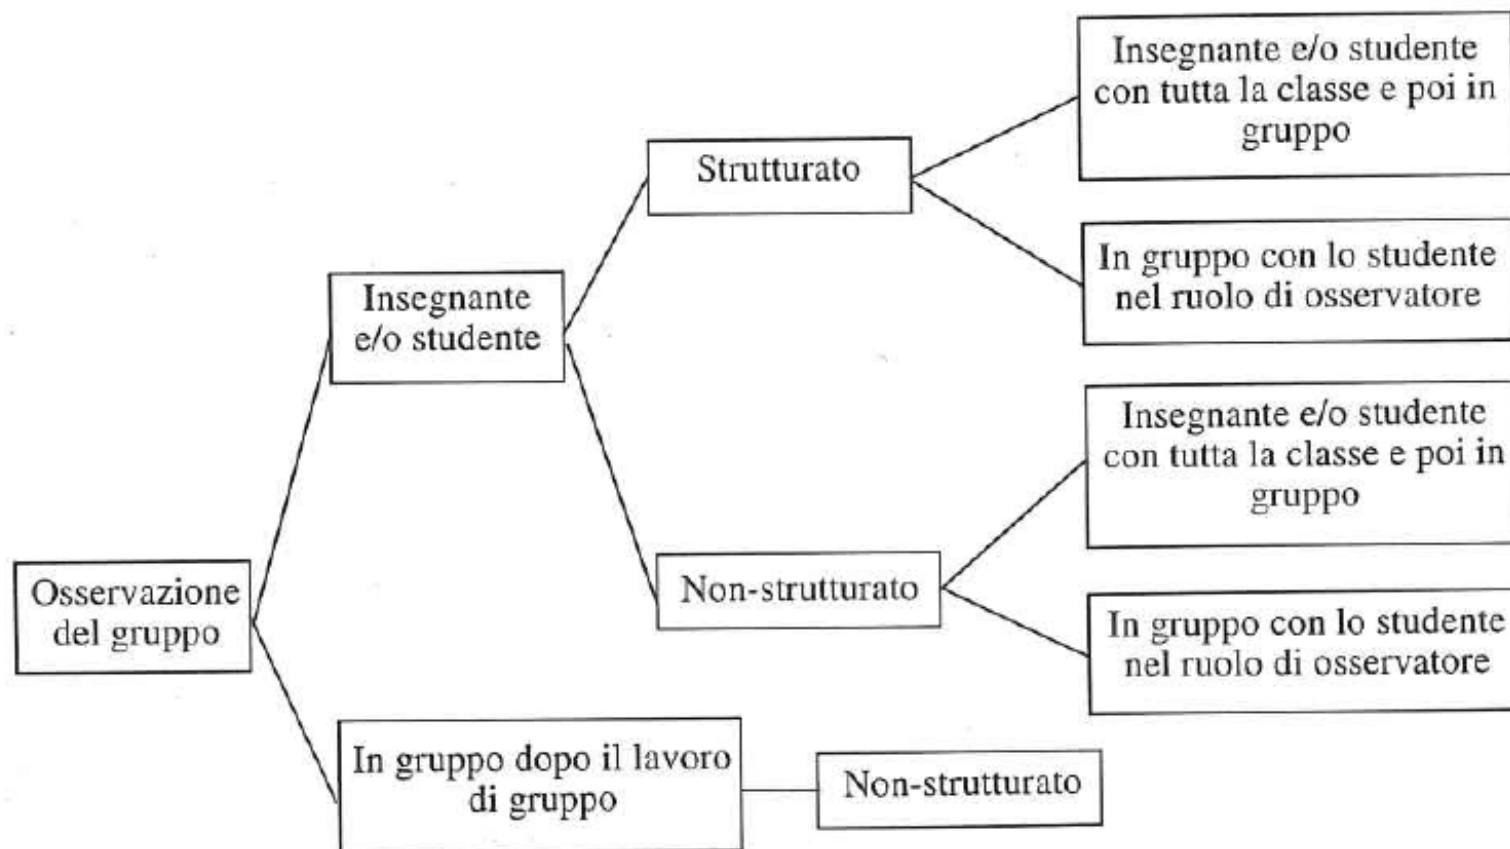 Insegnante e/o studente
con tutta la classe e poi in
gruppo
Strutturato
In gruppo con lo studente
nel ruolo di osservatore
Insegnante
e/o studente
Insegnante e/o studente
con tutta la classe e poi in
gruppo
Osservazione
del gruppo
Non-strutturato
In gruppo con lo studente
nel ruolo di osservatore
In gruppo dopo il lavoro
di gruppo
Non-strutturato